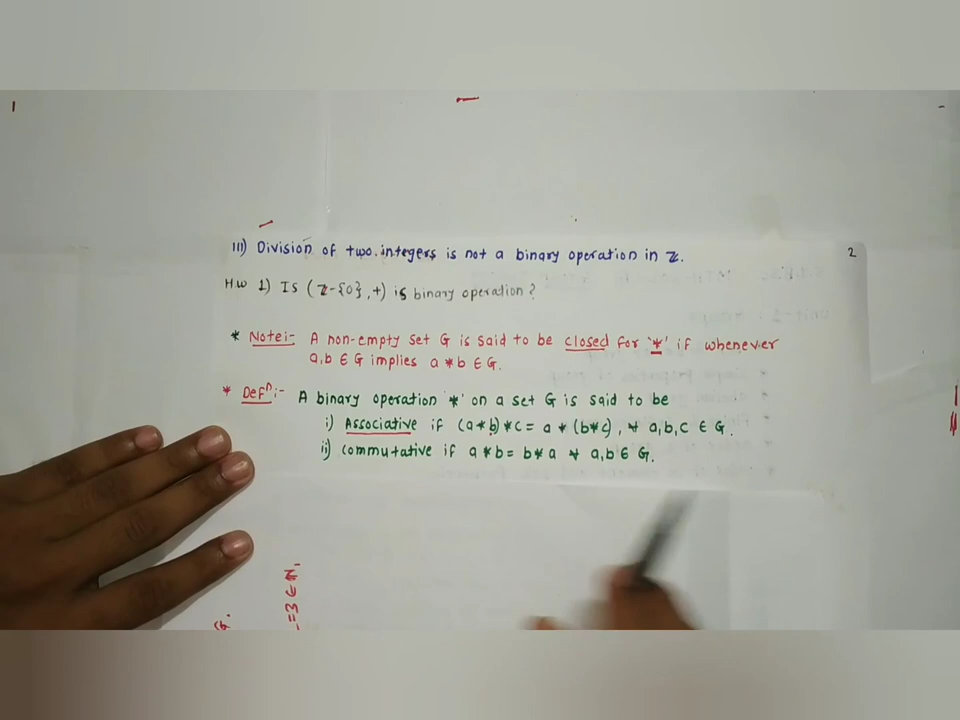 2
III) Division of two integers is not a binary operation in ℤ.
H.W 1) Is (ℤ-{0}, +) is binary operation?
* Note:- A non-empty set G is said to be closed for '*' if whenever
a,b ∈ G implies a * b ∈ G.
* Defⁿ:- A binary operation '*' on a set G is said to be
i) Associative if (a*b)*c = a*(b*c), ∀ a,b,c ∈ G.
ii) commutative if a*b = b*a ∀ a,b ∈ G.
=3 ∈ ℕ.
G.